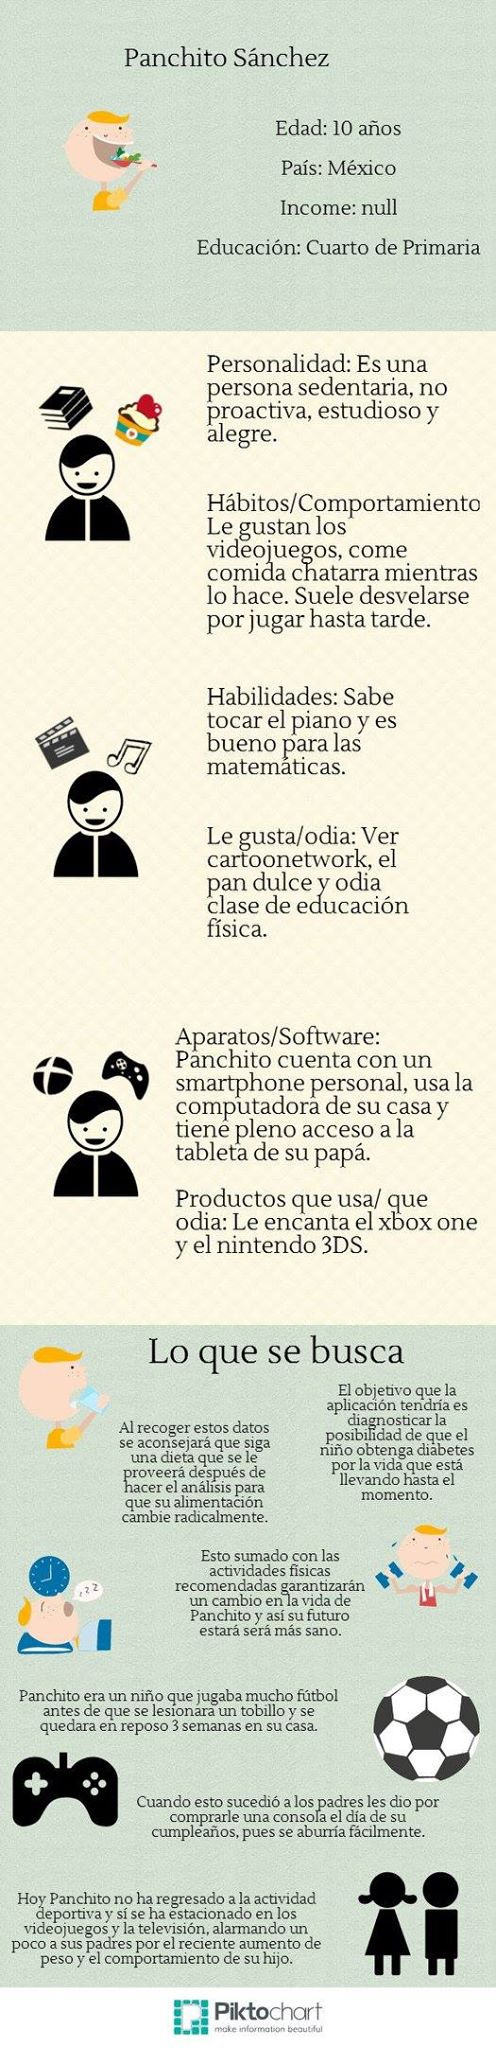 Panchito Sánchez
Edad: 10 años
País: México
Income: null
Educación: Cuarto de Primaria
Personalidad: Es una
persona sedentaria, no
proactiva, estudioso y
alegre.
Hábitos/Comportamiento
Le gustan los
videojuegos, come
comida chatarra mientras
lo hace. Suele desvelarse
por jugar hasta tarde.
Habilidades: Sabe
tocar el piano y es
bueno para las
matemáticas.
Le gusta/odia: Ver
cartoonetwork, el
pan dulce y odia
clase de educación
física.
Aparatos/Software:
Panchito cuenta con un
smartphone personal, usa la
computadora de su casa y
tiene pleno acceso a la
tableta de su papá.
Productos que usa/ que
odia: Le encanta el xbox one
y el nintendo 3DS.
Lo que se busca
El objetivo que la
aplicación tendría es
diagnosticar la
posibilidad de que el
niño obtenga diabetes
por la vida que está
llevando hasta el
momento.
Al recoger estos datos
se aconsejará que siga
una dieta que se le
proveerá después de
hacer el análisis para
que su alimentación
cambie radicalmente.
Esto sumado con las
actividades físicas
recomendadas garantizarán
un cambio en la vida de
Panchito y así su futuro
estará será más sano.
z z z
Panchito era un niño que jugaba mucho fútbol
antes de que se lesionara un tobillo y se
quedara en reposo 3 semanas en su casa.
Cuando esto sucedió a los padres les dio por
comprarle una consola el día de su
cumpleaños, pues se aburría fácilmente.
Hoy Panchito no ha regresado a la actividad
deportiva y sí se ha estacionado en los
videojuegos y la televisión, alarmando un
poco a sus padres por el reciente aumento de
peso y el comportamiento de su hijo.
Piktochart
make information beautiful